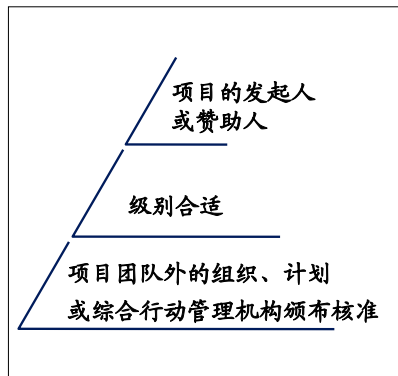 项目的发起人
或赞助人
级别合适
项目团队外的组织、计划
或综合行动管理机构颁布核准